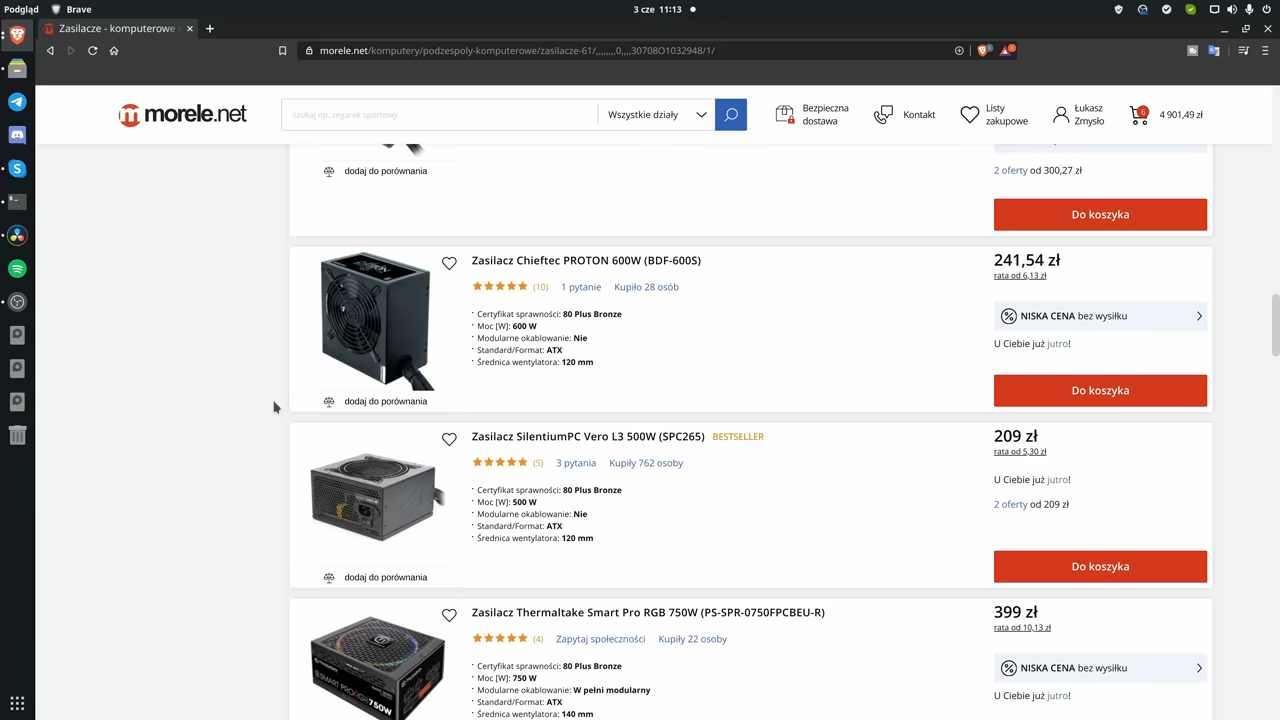 Podgląd
Brave
3 cze 11:13
Zasilacze - komputerowe
morele.net/komputery/podzespoly-komputerowe/zasilacze-61/,,,,,,,,0,,,,30708O1032948/1/
morele.net
szukaj op. zegarek sportowy
Wszystkie działy
Bezpieczna
dostawa
Kontakt
Listy
zakupowe
Łukasz
Zmysło
6
4 901,49 zł
dodaj do porównania
2 oferty od 300,27 zł
Do koszyka
Zasilacz Chieftec PROTON 600W (BDF-600S)
(10)
1 pytanie
Kupiło 28 osób
Certyfikat sprawności: 80 Plus Bronze
Moc [W]: 600 W
Modularne okablowanie: Nie
Standard/Format: ATX
Średnica wentylatora: 120 mm
dodaj do porównania
241,54 zł
rata od 6,13 zł
NISKA CENA bez wysiłku
U Ciebie już jutro!
Do koszyka
Zasilacz SilentiumPC Vero L3 500W (SPC265)
BESTSELLER
(5)
3 pytania
Kupiły 762 osoby
Certyfikat sprawności: 80 Plus Bronze
Moc [W]: 500 W
Modularne okablowanie: Nie
Standard/Format: ATX
Średnica wentylatora: 120 mm
dodaj do porównania
209 zł
rata od 5,30 zł
U Ciebie już jutro!
2 oferty od 209 zł
Do koszyka
Zasilacz Thermaltake Smart Pro RGB 750W (PS-SPR-0750FPCBEU-R)
(4)
Zapytaj społeczności
Kupiły 22 osoby
Certyfikat sprawności: 80 Plus Bronze
Moc [W]: 750 W
Modularne okablowanie: W pełni modularny
Standard/Format: ATX
Średnica wentylatora: 140 mm
399 zł
rata od 10,13 zł
NISKA CENA bez wysiłku
U Ciebie już jutro!